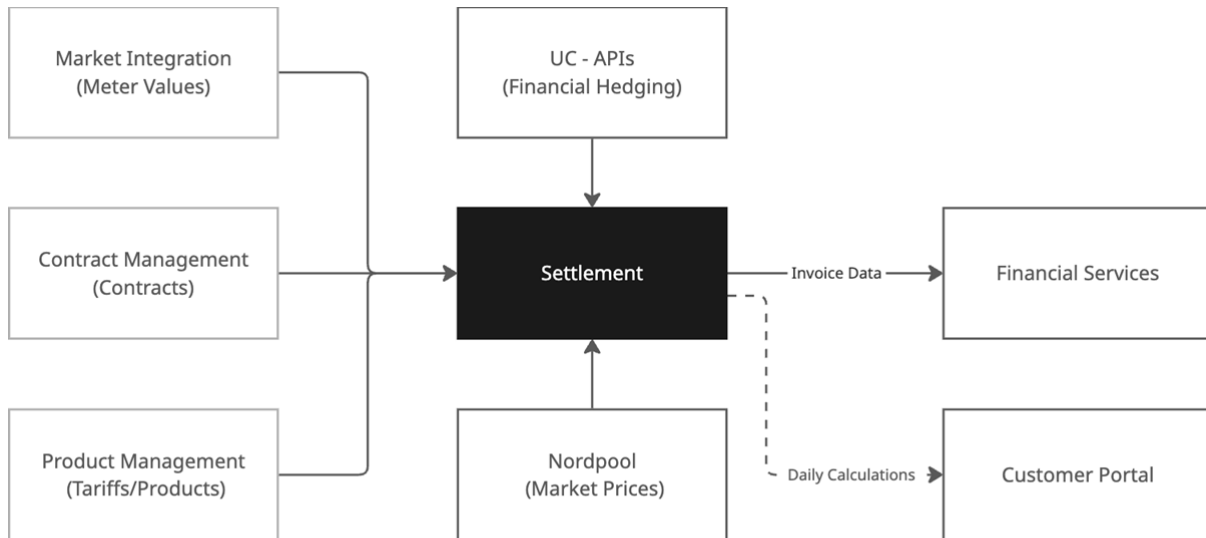 Market Integration
(Meter Values)
UC - APIs
(Financial Hedging)
Contract Management
(Contracts)
Settlement
Invoice Data
Financial Services
Product Management
(Tariffs/Products)
Nordpool
(Market Prices)
Daily Calculations
Customer Portal